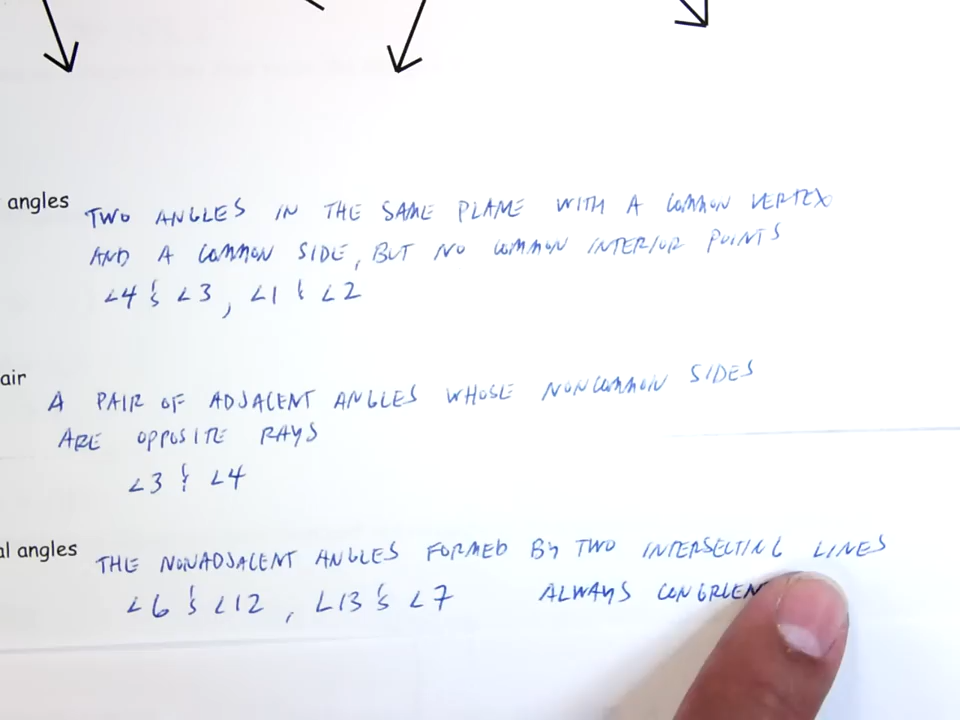 angles TWO ANGLES IN THE SAME PLANE WITH A COMMON VERTEX
AND A COMMON SIDE, BUT NO COMMON INTERIOR POINTS
∠4 & ∠3, ∠1 & ∠2
air
A PAIR OF ADJACENT ANGLES WHOSE NONCOMMON SIDES
ARE OPPOSITE RAYS
∠3 & ∠4
al angles THE NONADJACENT ANGLES FORMED BY TWO INTERSECTING LINES
∠6 & ∠12, ∠13 & ∠7 ALWAYS CONGRUEN